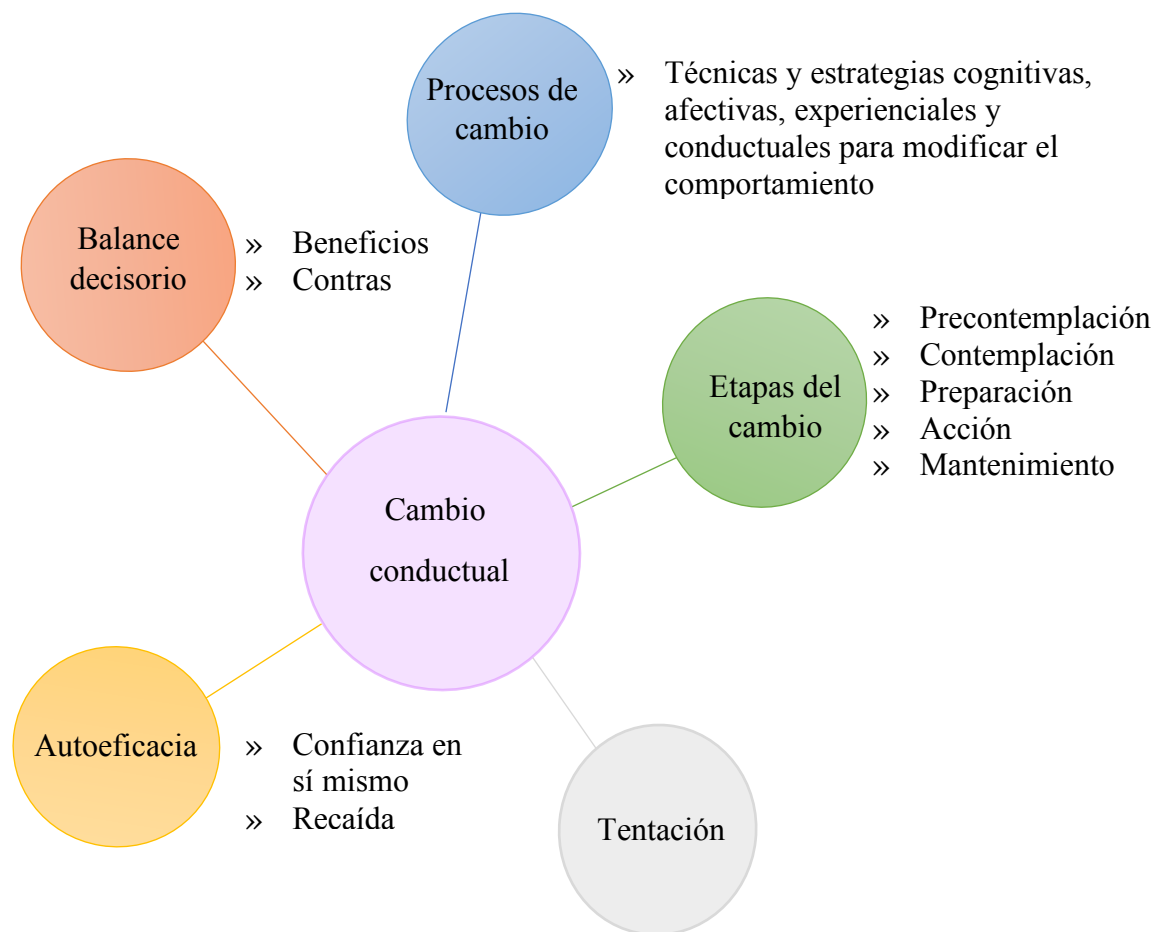 Procesos de
cambio
» Técnicas y estrategias cognitivas,
afectivas, experienciales y
conductuales para modificar el
comportamiento
Balance
decisorio
» Beneficios
» Contras
Etapas del
cambio
» Precontemplación
» Contemplación
» Preparación
» Acción
» Mantenimiento
Cambio
conductual
Autoeficacia
» Confianza en
sí mismo
» Recaída
Tentación